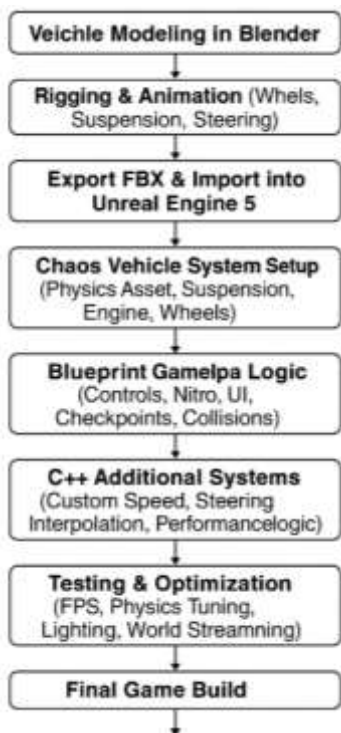 Veichle Modeling in Blender
Rigging & Animation (Whels,
Suspension, Steering)
Export FBX & Import into
Unreal Engine 5
Chaos Vehicle System Setup
(Physics Asset, Suspension,
Engine, Wheels)
Blueprint Gamelpa Logic
(Controls, Nitro, UI,
Checkpoints, Collisions)
C++ Additional Systems
(Custom Speed, Steering
Interpolation, Performancelogic)
Testing & Optimization
(FPS, Physics Tuning,
Lighting, World Streamning)
Final Game Build